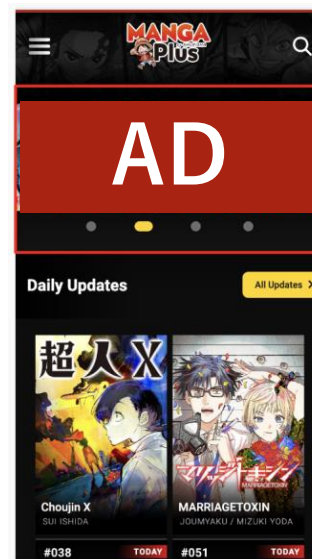 MANGA
Plus
AD
Daily Updates
All Updates
超人X
マリッジトキシン
MARRIAGETOXIN
Choujin X
SUI ISHIDA
MARRIAGETOXIN
JOUMYAKU / MIZUKI YODA
#038
TODAY
#051
TODAY